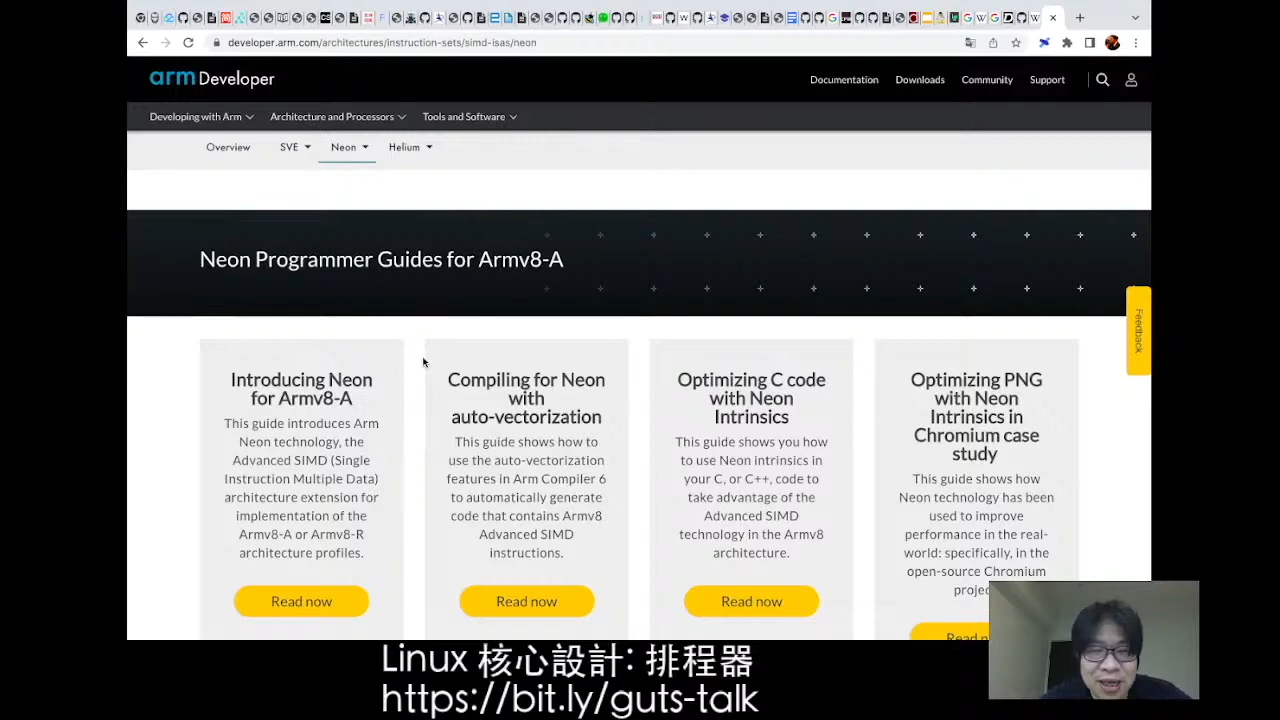 developer.arm.com/architectures/instruction-sets/simd-isas/neon
arm Developer
Documentation Downloads Community Support
Developing with Arm Architecture and Processors Tools and Software
Overview SVE Neon Helium
Neon Programmer Guides for Armv8-A
Feedback
Introducing Neon
for Armv8-A
This guide introduces Arm
Neon technology, the
Advanced SIMD (Single
Instruction Multiple Data)
architecture extension for
implementation of the
Armv8-A or Armv8-R
architecture profiles.
Read now
Compiling for Neon
with
auto-vectorization
This guide shows how to
use the auto-vectorization
features in Arm Compiler 6
to automatically generate
code that contains Armv8
Advanced SIMD
instructions.
Read now
Optimizing C code
with Neon
Intrinsics
This guide shows you how
to use Neon intrinsics in
your C, or C++, code to
take advantage of the
Advanced SIMD
technology in the Armv8
architecture.
Read now
Optimizing PNG
with Neon
Intrinsics in
Chromium case
study
This guide shows how
Neon technology has been
used to improve
performance in the real-
world: specifically, in the
open-source Chromium
Read
Linux 核心設計: 排程器
https://bit.ly/guts-talk